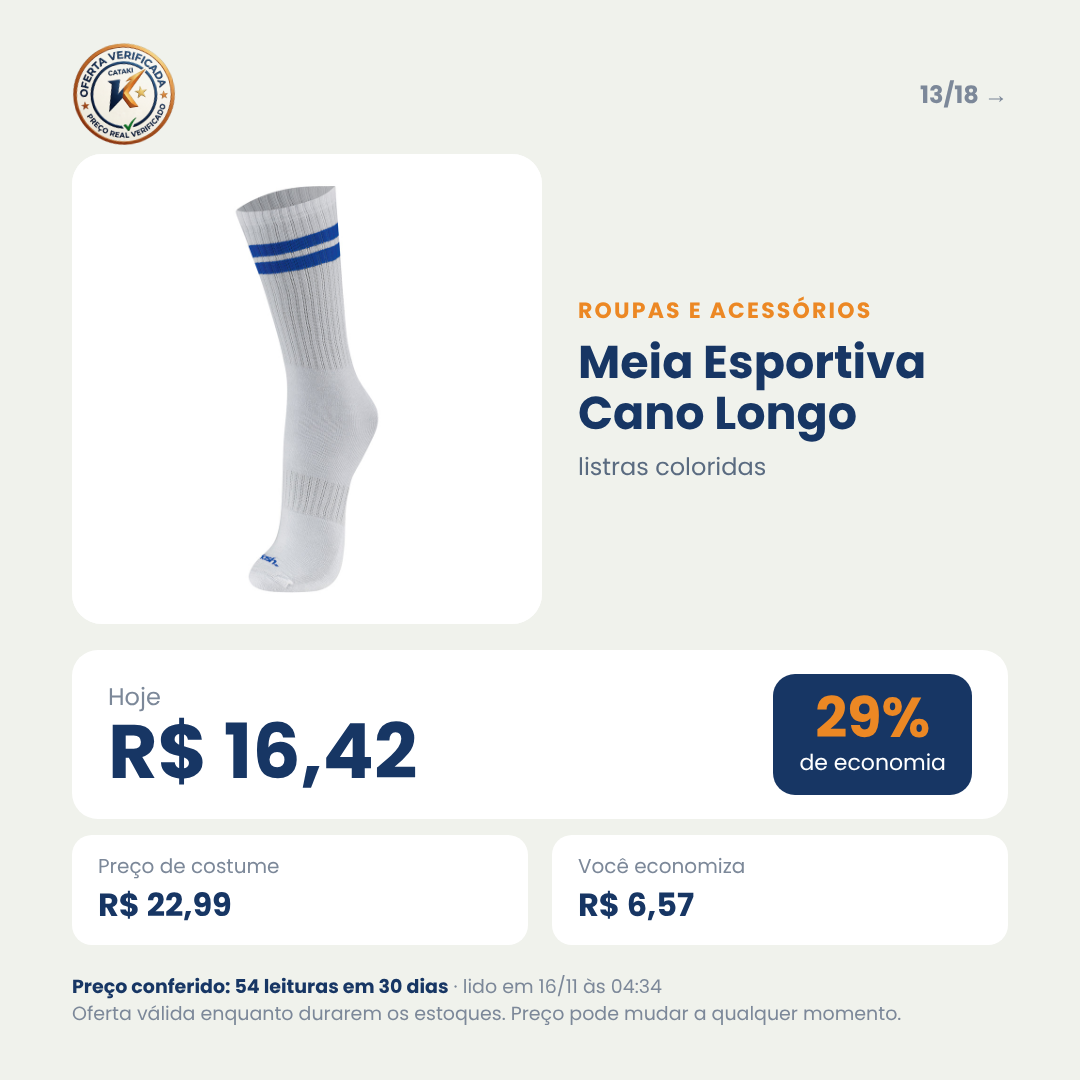 OFERTA VERIFICADA
CATAKI
K
PREÇO REAL VERIFICADO
13/18 →
ROUPAS E ACESSÓRIOS
Meia Esportiva
Cano Longo
listras coloridas
Hoje
R$ 16,42
29%
de economia
Preço de costume
R$ 22,99
Você economiza
R$ 6,57
Preço conferido: 54 leituras em 30 dias · lido em 16/11 às 04:34
Oferta válida enquanto durarem os estoques. Preço pode mudar a qualquer momento.